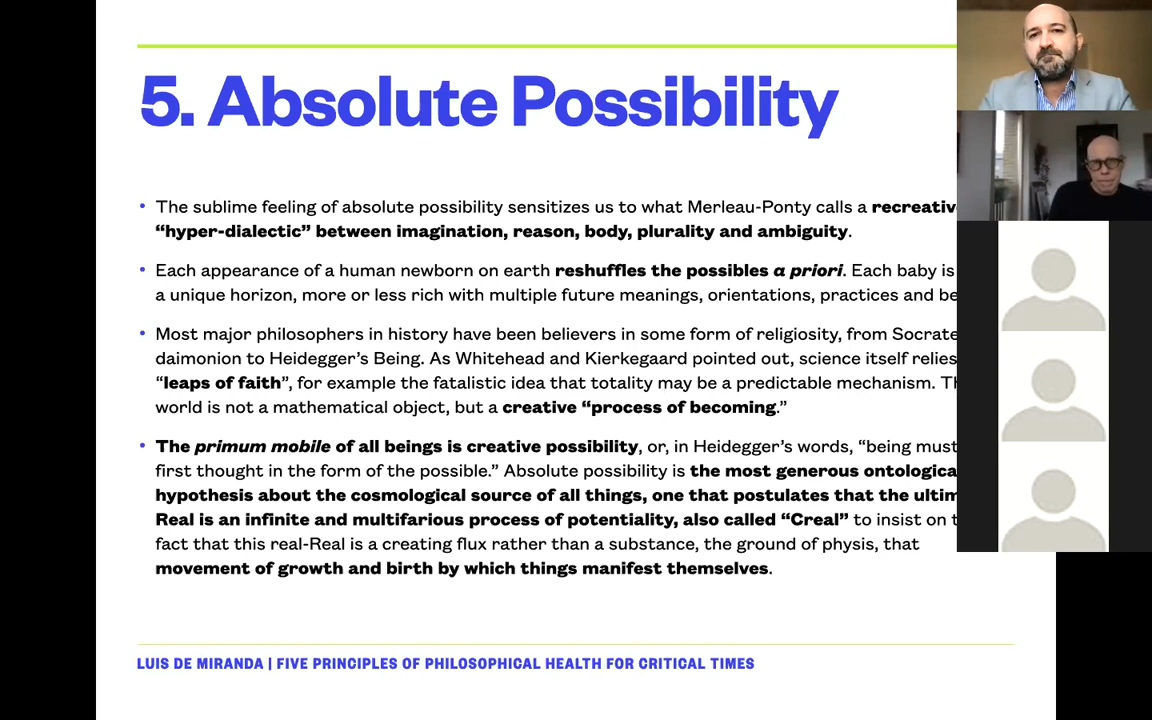 5. Absolute Possibility
• The sublime feeling of absolute possibility sensitizes us to what Merleau-Ponty calls a recreativ
“hyper-dialectic” between imagination, reason, body, plurality and ambiguity.
• Each appearance of a human newborn on earth reshuffles the possibles a priori. Each baby is
a unique horizon, more or less rich with multiple future meanings, orientations, practices and be
• Most major philosophers in history have been believers in some form of religiosity, from Socrate
daimonion to Heidegger’s Being. As Whitehead and Kierkegaard pointed out, science itself relies
“leaps of faith”, for example the fatalistic idea that totality may be a predictable mechanism. Th
world is not a mathematical object, but a creative “process of becoming.”
• The primum mobile of all beings is creative possibility, or, in Heidegger’s words, “being must
first thought in the form of the possible.” Absolute possibility is the most generous ontologica
hypothesis about the cosmological source of all things, one that postulates that the ultim
Real is an infinite and multifarious process of potentiality, also called “Creal” to insist on t
fact that this real-Real is a creating flux rather than a substance, the ground of physis, that
movement of growth and birth by which things manifest themselves.
LUIS DE MIRANDA | FIVE PRINCIPLES OF PHILOSOPHICAL HEALTH FOR CRITICAL TIMES